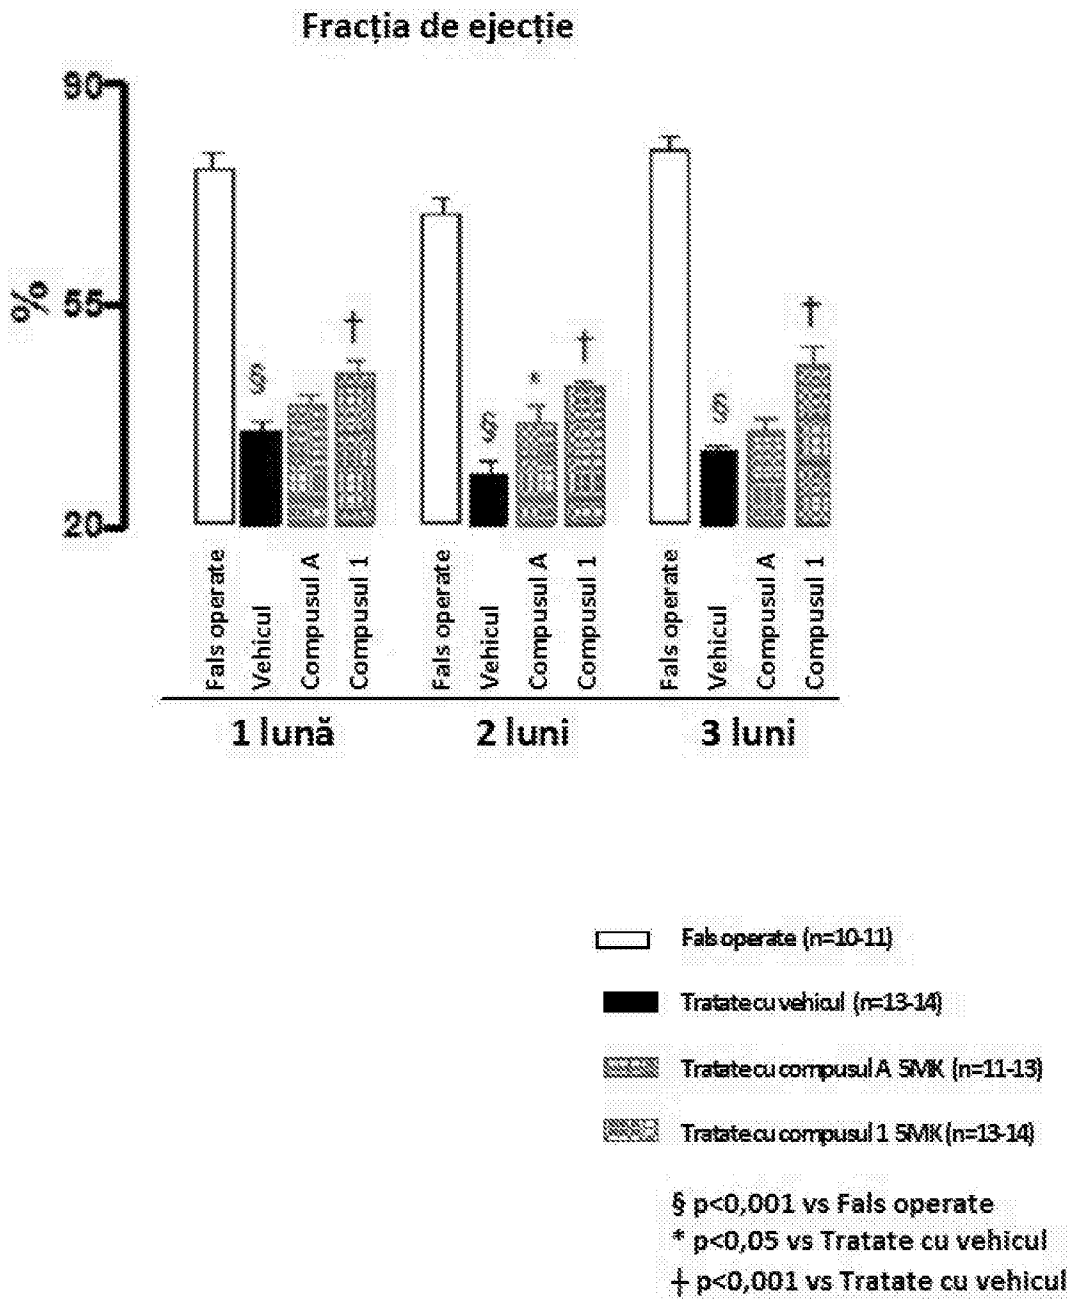 Fracția de ejecție
90
%
55
20
§
†
§
*
†
§
†
Fals operate
Vehicul
Compusul A
Compusul 1
Fals operate
Vehicul
Compusul A
Compusul 1
Fals operate
Vehicul
Compusul A
Compusul 1
1 lună
2 luni
3 luni
Fals operate (n=10-11)
Tratate cu vehicul (n=13-14)
Tratate cu compusul A 5MK (n=11-13)
Tratate cu compusul 1 5MK (n=13-14)
§ p<0,001 vs Fals operate
* p<0,05 vs Tratate cu vehicul
† p<0,001 vs Tratate cu vehicul